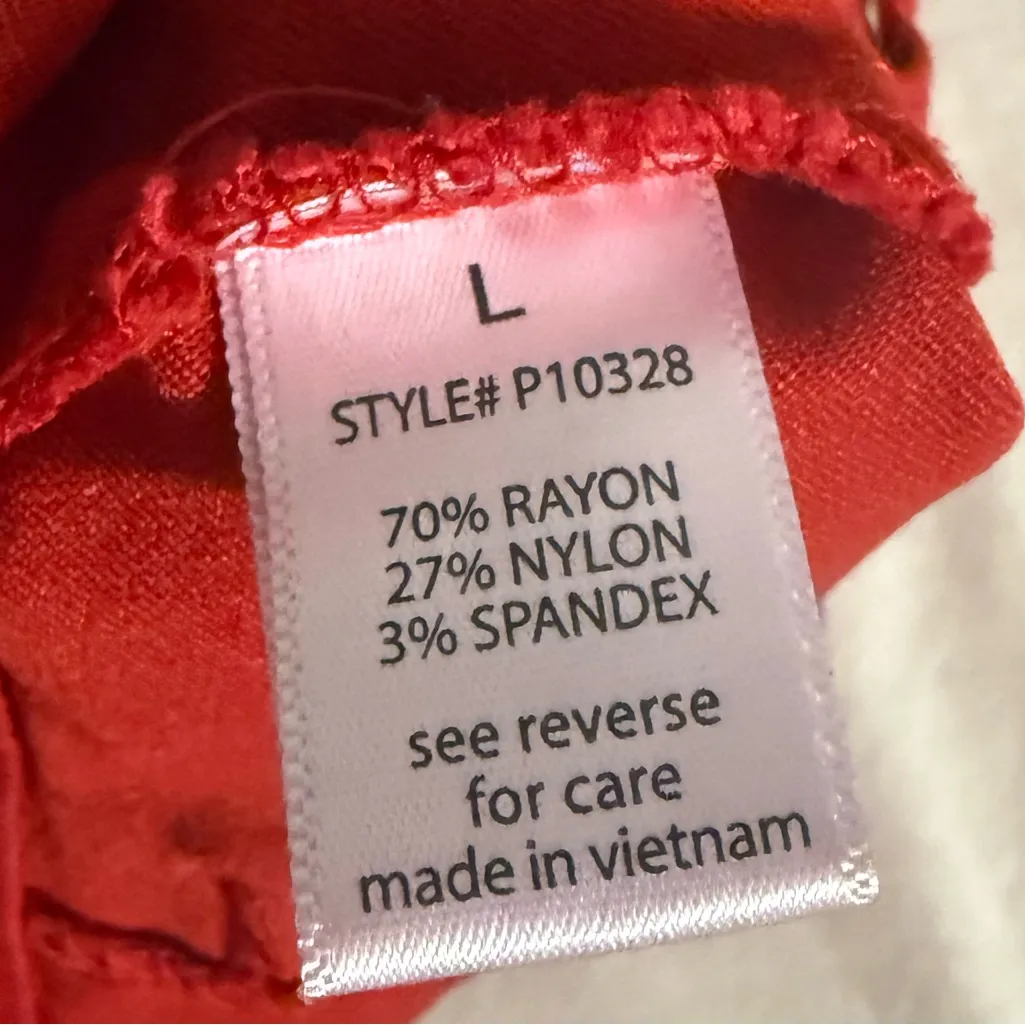 L
STYLE# P10328
70% RAYON
27% NYLON
3% SPANDEX
see reverse
for care
made in vietnam